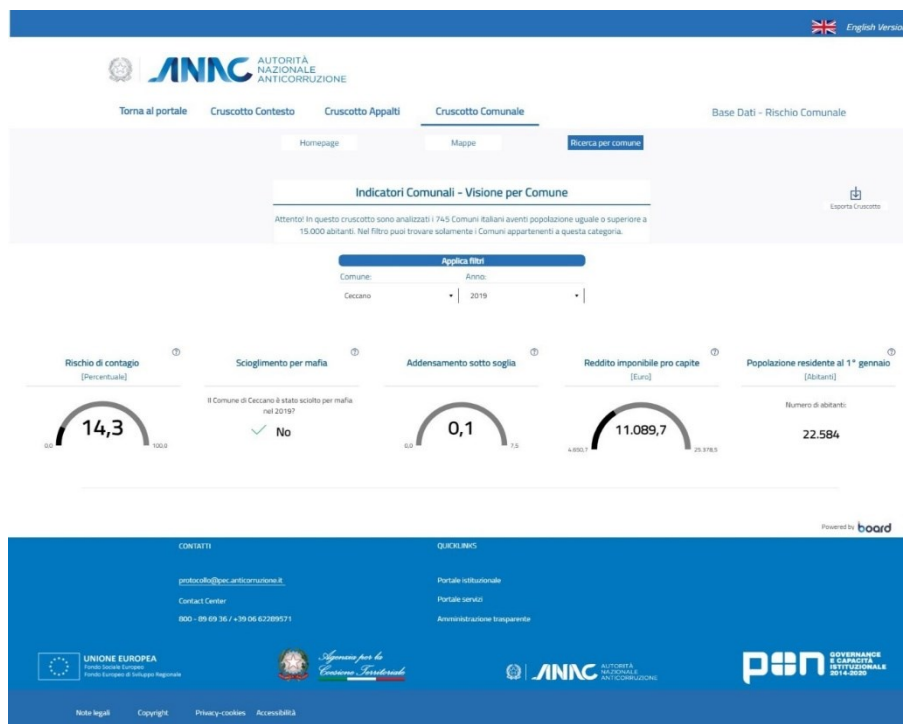 English Versio
ANAC AUTORITÀ
NAZIONALE
ANTICORRUZIONE
Torna al portale Cruscotto Contesto Cruscotto Appalti Cruscotto Comunale Base Dati - Rischio Comunale
Homepage Mappe Ricerca per comune
Indicatori Comunali - Visione per Comune
Esporta Cruscotto
Attento! In questo cruscotto sono analizzati i 745 Comuni italiani aventi popolazione uguale o superiore a
15.000 abitanti. Nel filtro puoi trovare solamente i Comuni appartenenti a questa categoria.
Applica filtri
Comune: Anno:
Ceccano 2019
Rischio di contagio
[Percentuale]
14,3
0,0 100,0
Scioglimento per mafia
Il Comune di Ceccano è stato sciolto per mafia
nel 2019?
No
Addensamento sotto soglia
0,1
0,0 7,5
Reddito imponibile pro capite
[Euro]
11.089,7
4.850,7 25.378,5
Popolazione residente al 1° gennaio
[Abitanti]
Numero di abitanti:
22.584
Powered by board
CONTATTI
protocollo@pec.anticorruzione.it
Contact Center
800 - 89 69 36 / +39 06 62289571
QUICKLINKS
Portale istituzionale
Portale servizi
Amministrazione trasparente
UNIONE EUROPEA
Fondo Sociale Europeo
Fondo Europeo di Sviluppo Regionale
Agenzia per la
Coesione Territoriale
ANAC AUTORITÀ
NAZIONALE
ANTICORRUZIONE
pon GOVERNANCE
E CAPACITÀ
ISTITUZIONALE
2014-2020
Note legali Copyright Privacy-cookies Accessibilità